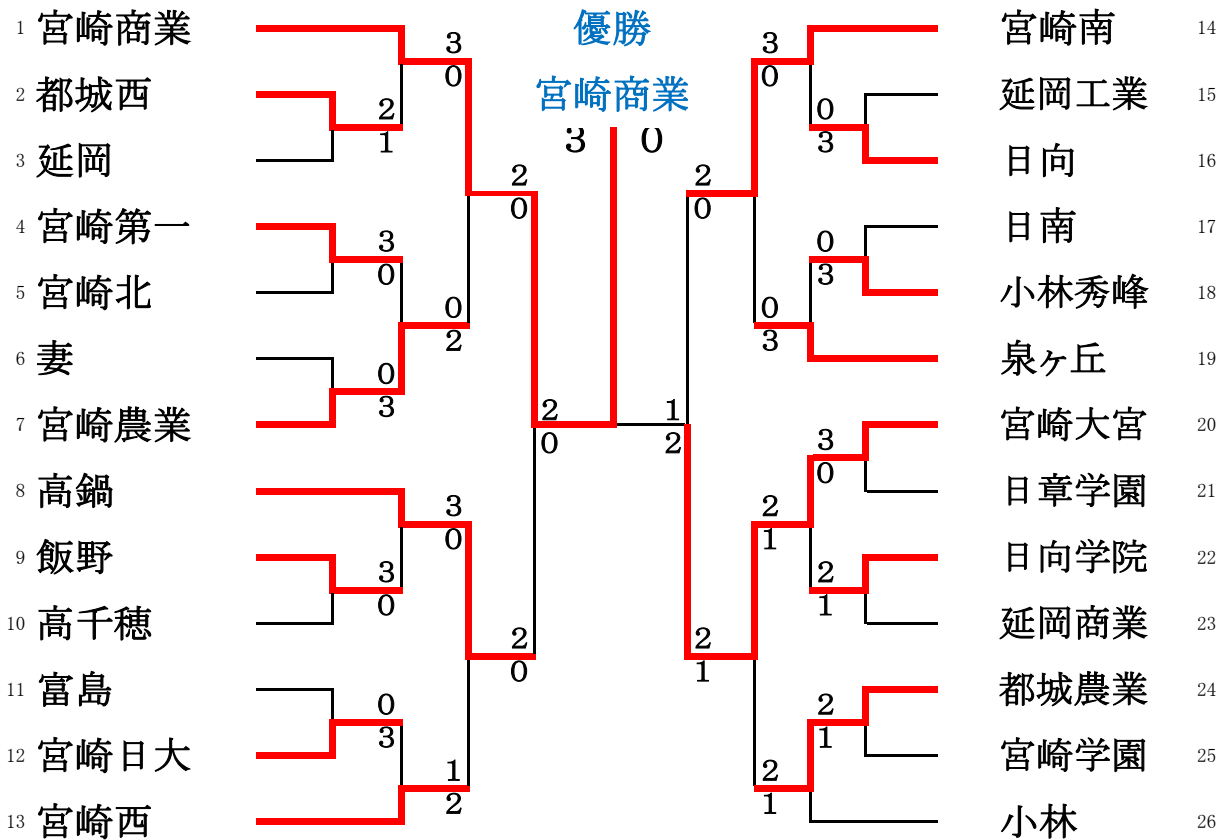 優勝
宮崎商業
3 0
1 宮崎商業
2 都城西
3 延岡
4 宮崎第一
5 宮崎北
6 妻
7 宮崎農業
8 高鍋
9 飯野
10 高千穂
11 富島
12 宮崎日大
13 宮崎西
3
0
2
1
3
0
0
3
3
0
3
0
0
3
1
2
0
2
2
0
2
0
2
0
3
0
0
3
2
0
0
3
0
3
1
2
3
0
2
1
2
1
2
1
2
1
2
1
宮崎南 14
延岡工業 15
日向 16
日南 17
小林秀峰 18
泉ヶ丘 19
宮崎大宮 20
日章学園 21
日向学院 22
延岡商業 23
都城農業 24
宮崎学園 25
小林 26